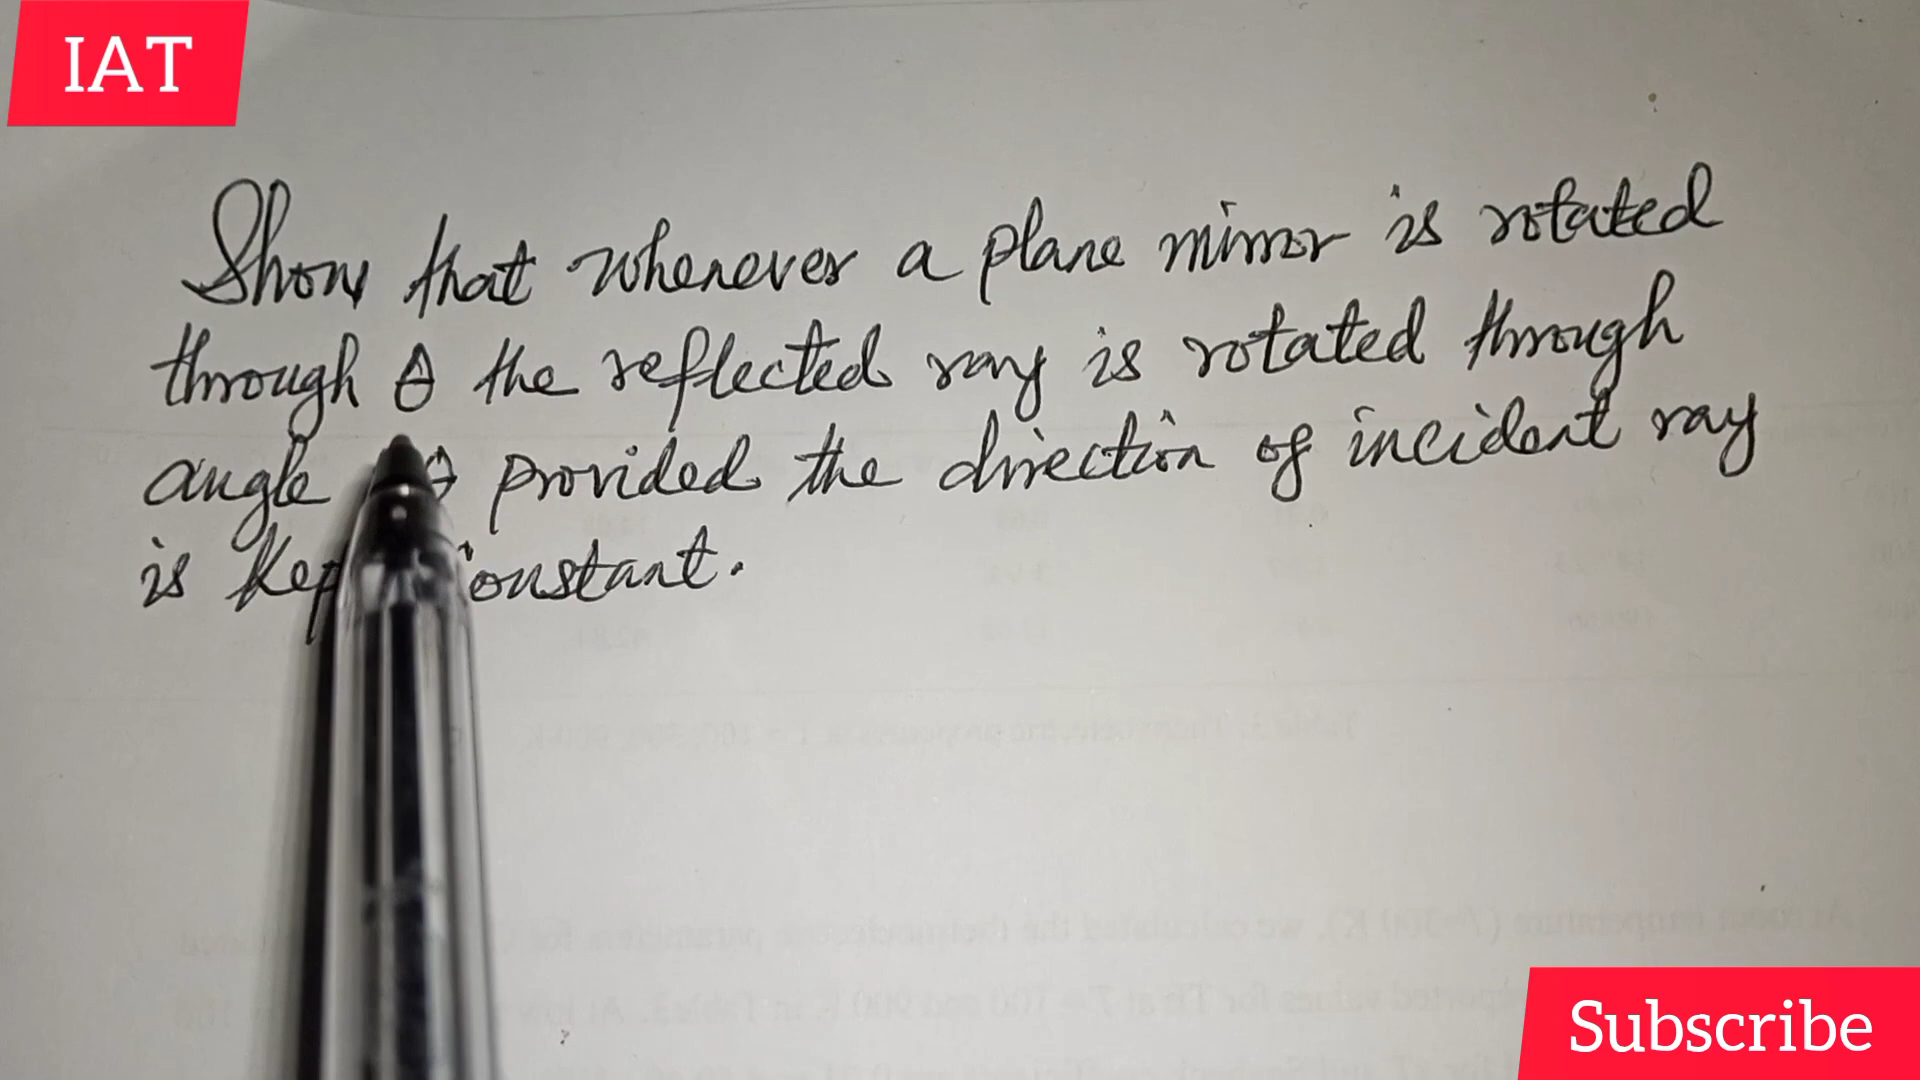 IAT
Show that whenever a plane mirror is rotated
through θ the reflected ray is rotated through
angle θ provided the direction of incident ray
is constant.
Subscribe